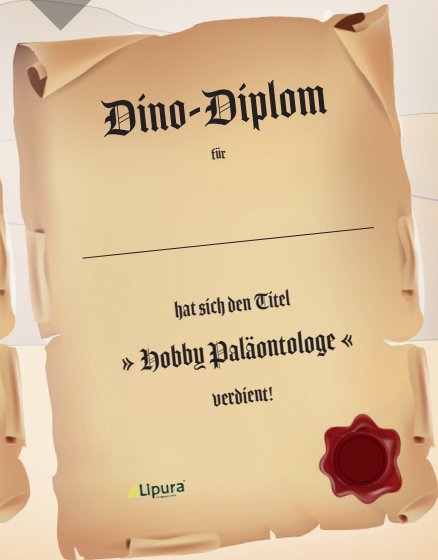 Dino-Diplom
für
hat sich den Titel
» Hobby Paläontologe «
verdient!
Lipura